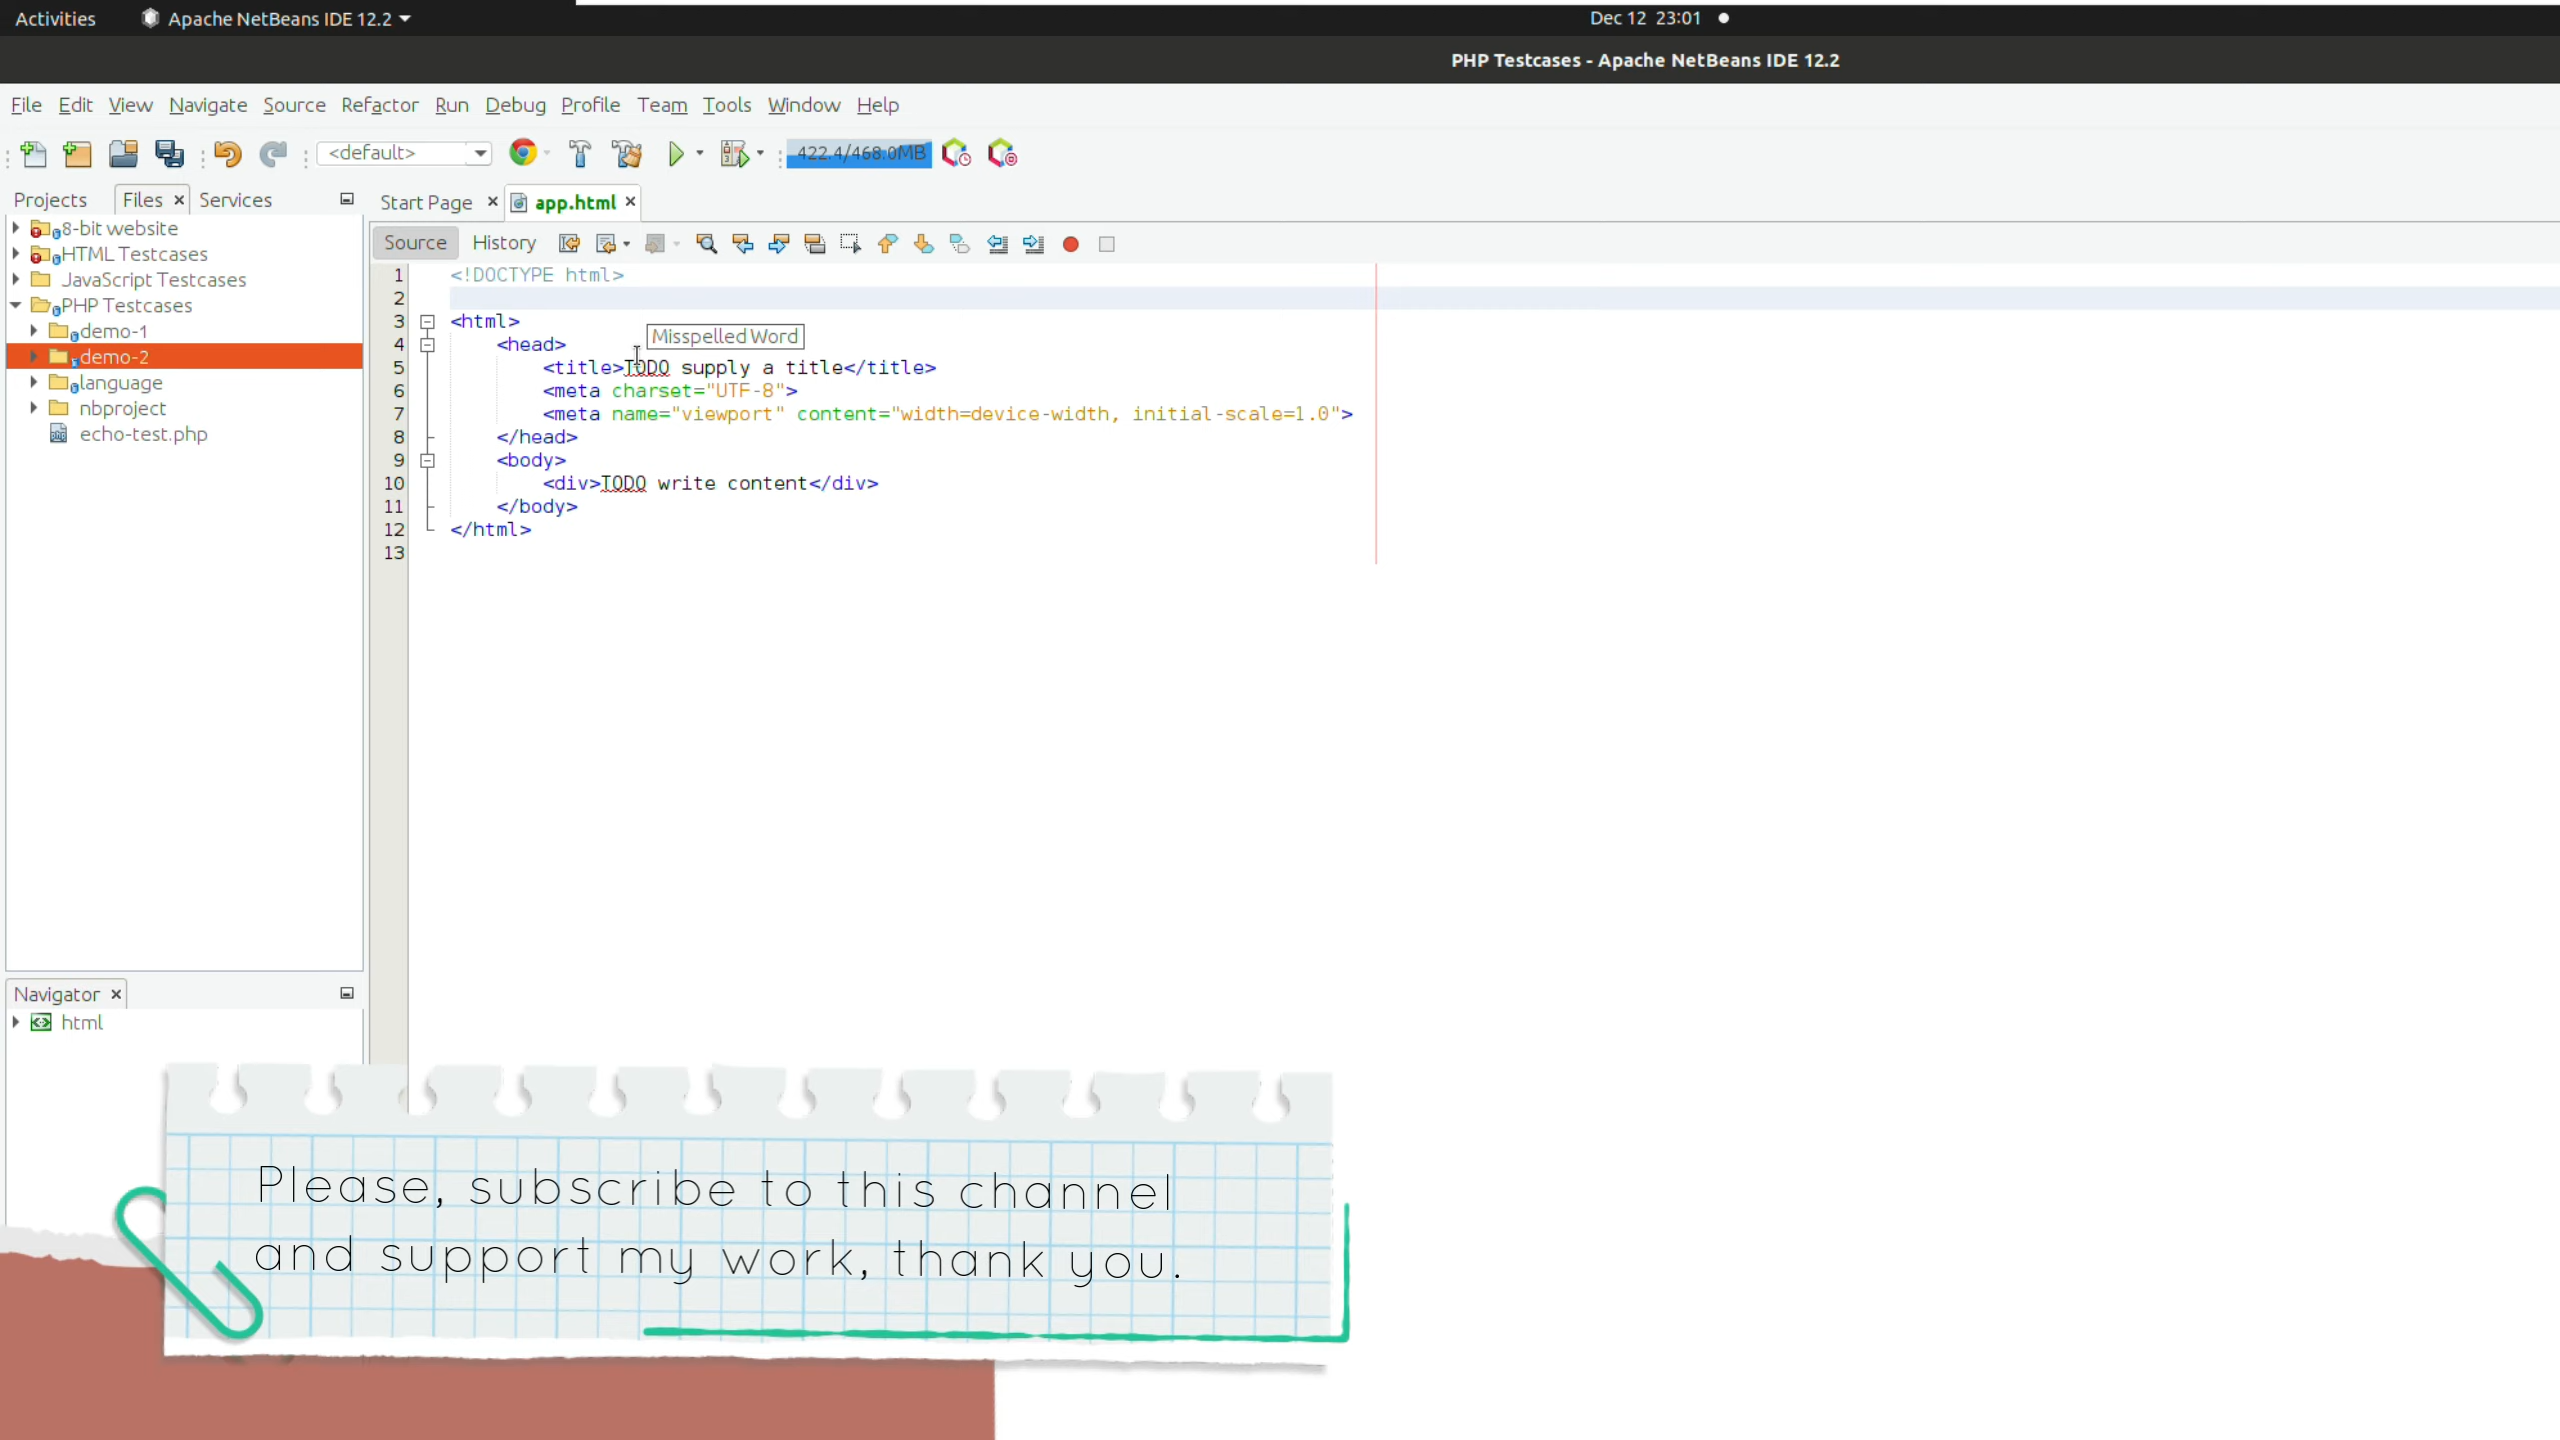 Activities Apache NetBeans IDE 12.2 Dec 12 23:01
PHP Testcases - Apache NetBeans IDE 12.2
File Edit View Navigate Source Refactor Run Debug Profile Team Tools Window Help
<default> 422.4/468.0MB
Projects Files Services Start Page app.html
Source History
8-bit website
HTML Testcases
JavaScript Testcases
PHP Testcases
demo-1
demo-2
language
nbproject
echo-test.php
1 <!DOCTYPE html>
2
3 <html>
Misspelled Word
4 <head>
5 <title>TODO supply a title</title>
6 <meta charset="UTF-8">
7 <meta name="viewport" content="width=device-width, initial-scale=1.0">
8 </head>
9 <body>
10 <div>TODO write content</div>
11 </body>
12 </html>
13
Navigator
html
Please, subscribe to this channel
and support my work, thank you.